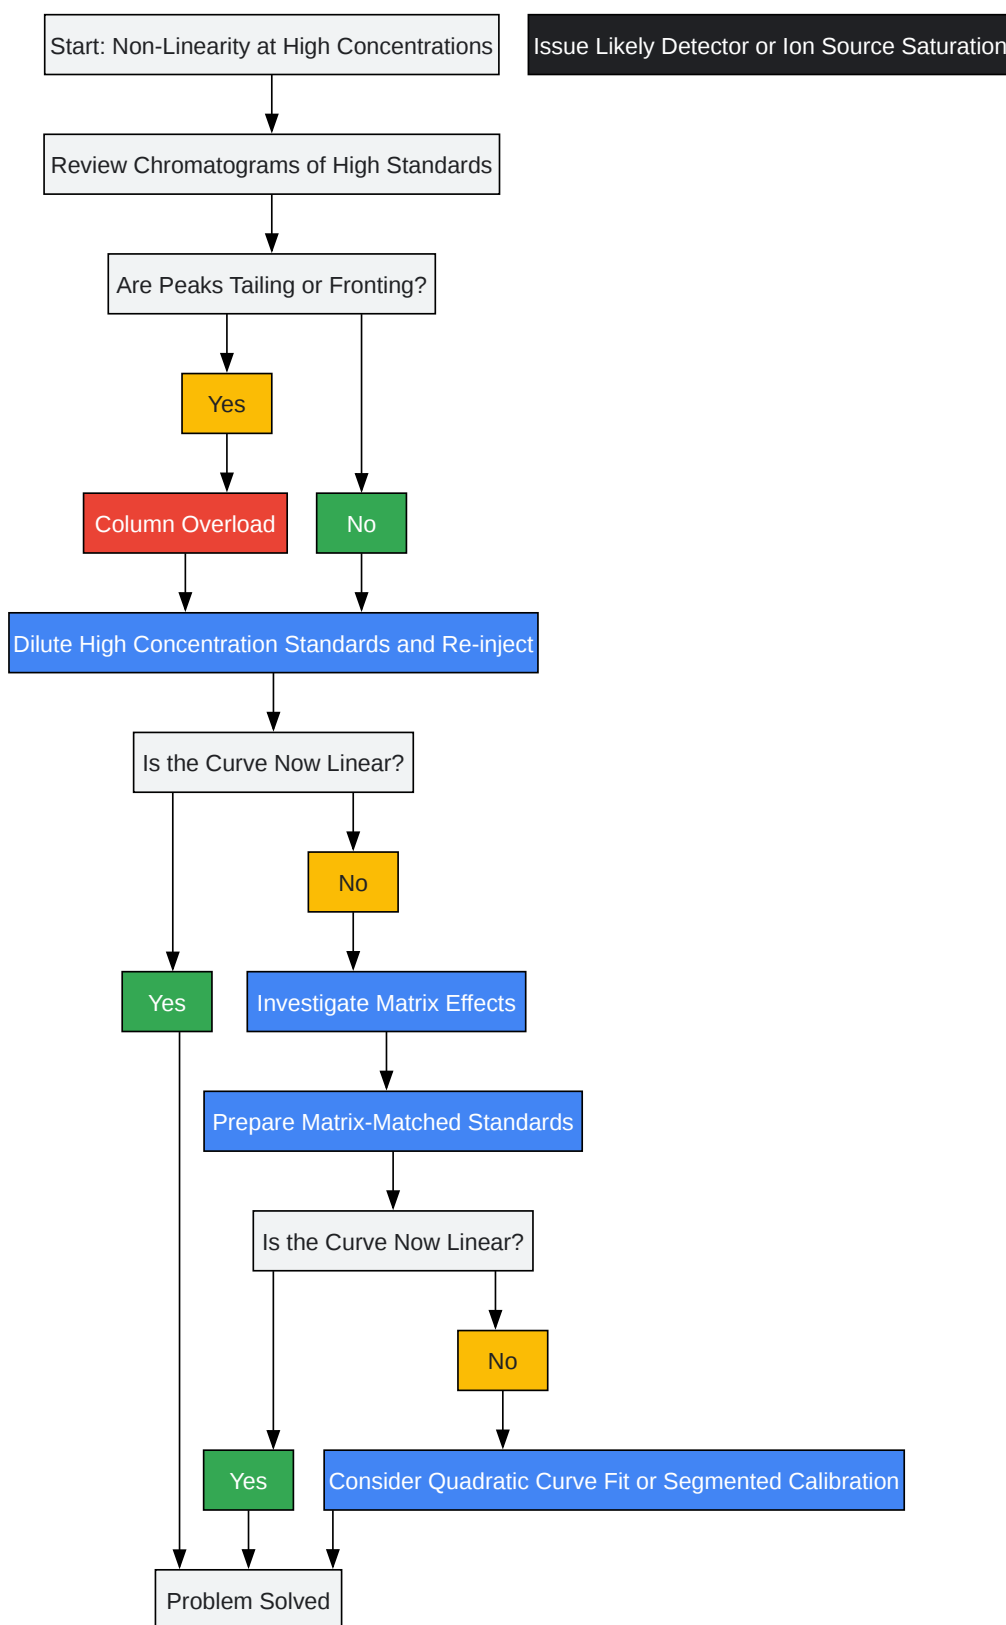 Start: Non-Linearity at High Concentrations
Issue Likely Detector or Ion Source Saturation
Review Chromatograms of High Standards
Are Peaks Tailing or Fronting?
Yes
Column Overload
No
Dilute High Concentration Standards and Re-inject
Is the Curve Now Linear?
No
Yes
Investigate Matrix Effects
Prepare Matrix-Matched Standards
Is the Curve Now Linear?
No
Yes
Consider Quadratic Curve Fit or Segmented Calibration
Problem Solved